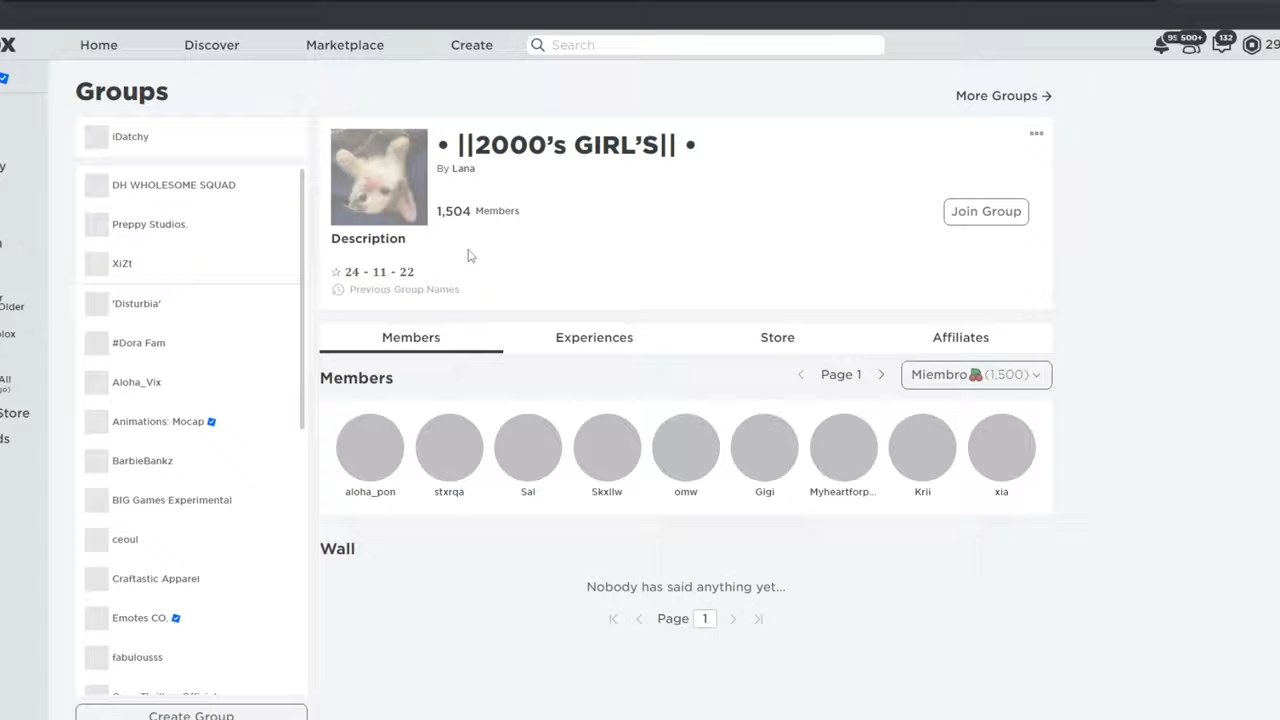 Home Discover Marketplace Create Search 99 500+ 132 29
Groups
More Groups →
iDatchy
DH WHOLESOME SQUAD
Preppy Studios.
XiZt
'Disturbia'
#Dora Fam
Aloha_Vix
Animations: Mocap
BarbieBankz
BIG Games Experimental
ceoul
Craftastic Apparel
Emotes CO.
fabulousss
Create Group
• ||2000's GIRL'S|| •
By Lana
1,504 Members
Join Group
Description
☆ 24 - 11 - 22
Previous Group Names
Members Experiences Store Affiliates
Members
Page 1
Miembro🍒(1,500)
aloha_pon stxrqa Sal Skxllw omw Gigi Myheartforp... Krii xia
Wall
Nobody has said anything yet...
Page 1
Older
All
Store